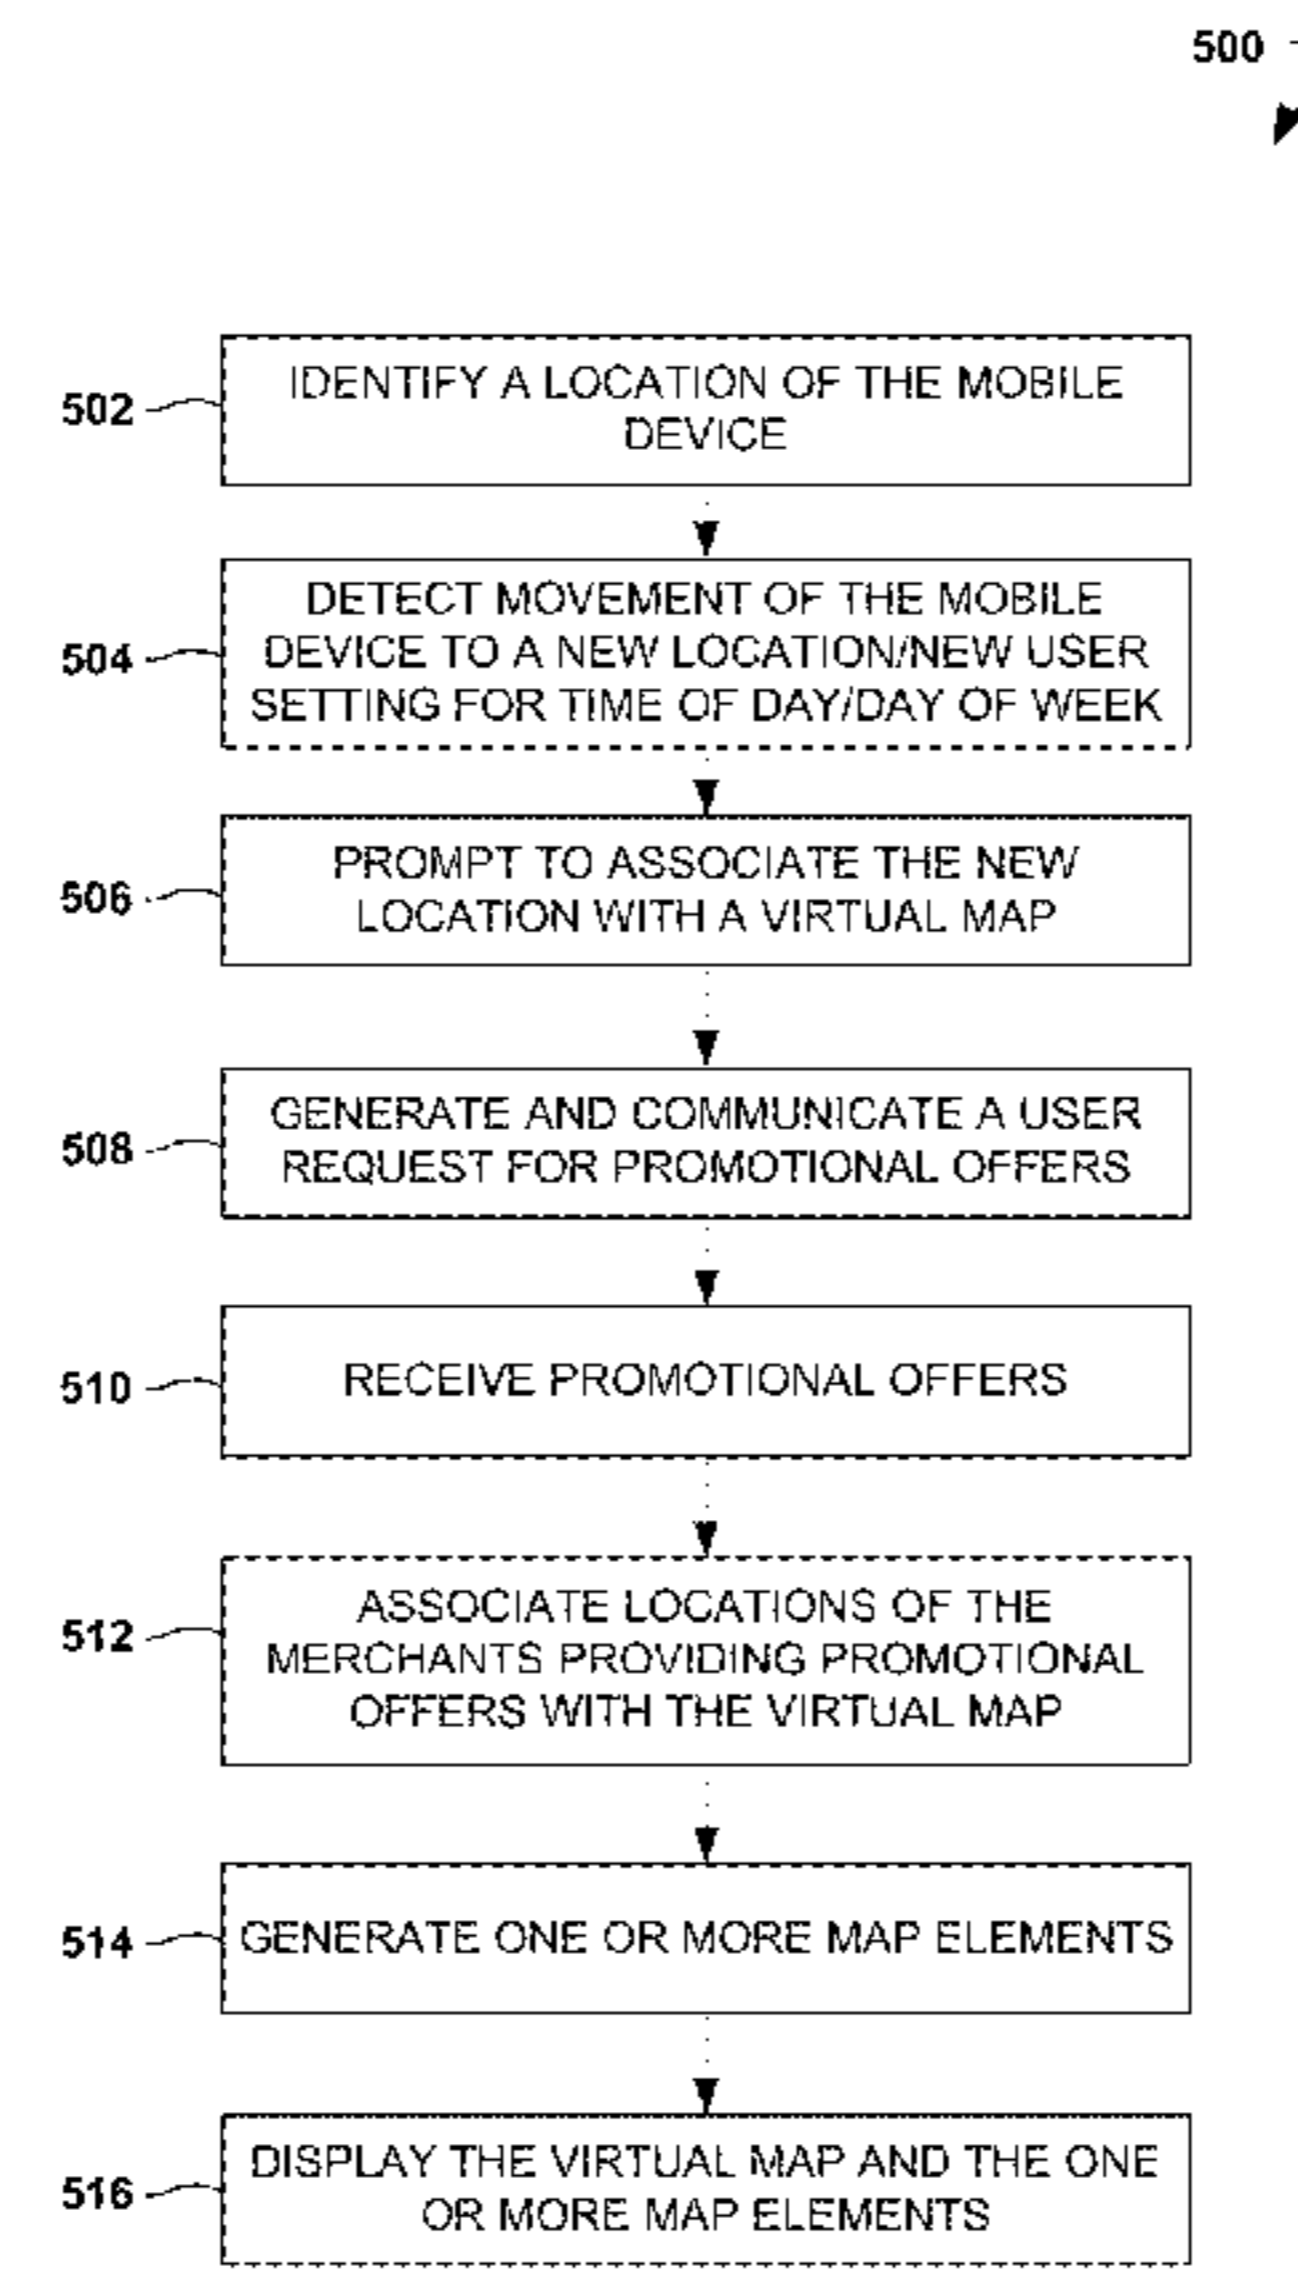 500
502
IDENTIFY A LOCATION OF THE MOBILE
DEVICE
504
DETECT MOVEMENT OF THE MOBILE
DEVICE TO A NEW LOCATION/NEW USER
SETTING FOR TIME OF DAY/DAY OF WEEK
506
PROMPT TO ASSOCIATE THE NEW
LOCATION WITH A VIRTUAL MAP
508
GENERATE AND COMMUNICATE A USER
REQUEST FOR PROMOTIONAL OFFERS
510
RECEIVE PROMOTIONAL OFFERS
512
ASSOCIATE LOCATIONS OF THE
MERCHANTS PROVIDING PROMOTIONAL
OFFERS WITH THE VIRTUAL MAP
514
GENERATE ONE OR MORE MAP ELEMENTS
516
DISPLAY THE VIRTUAL MAP AND THE ONE
OR MORE MAP ELEMENTS